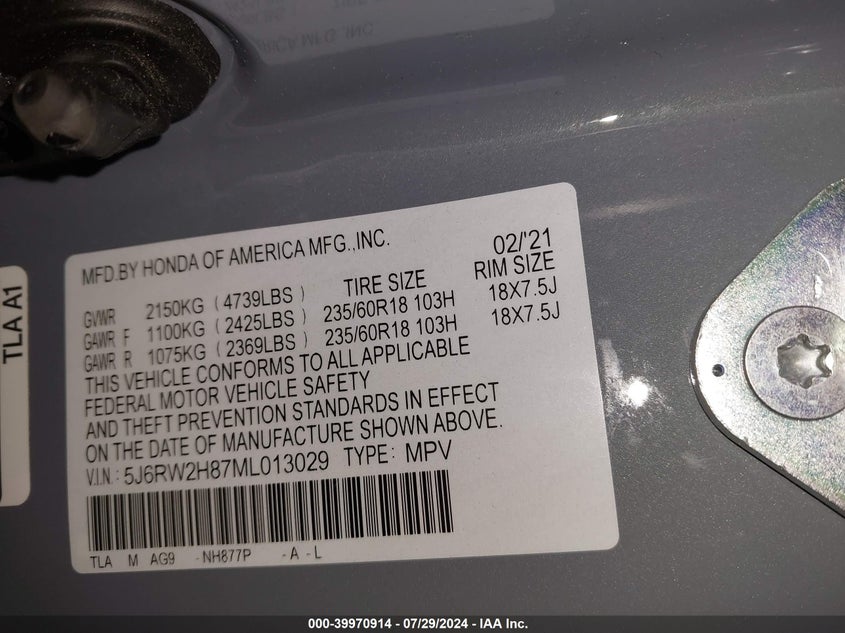 MFD.BY HONDA OF AMERICA MFG.,INC. 02/'21
TIRE SIZE RIM SIZE
GVWR 2150KG ( 4739LBS )
GAWR F 1100KG ( 2425LBS ) 235/60R18 103H 18X7.5J
GAWR R 1075KG ( 2369LBS ) 235/60R18 103H 18X7.5J
THIS VEHICLE CONFORMS TO ALL APPLICABLE
FEDERAL MOTOR VEHICLE SAFETY
AND THEFT PREVENTION STANDARDS IN EFFECT
ON THE DATE OF MANUFACTURE SHOWN ABOVE.
V.I.N.: 5J6RW2H87ML013029 TYPE: MPV
TLA M AG9 -NH877P -A -L
TLA A1
000-39970914 - 07/29/2024 - IAA Inc.